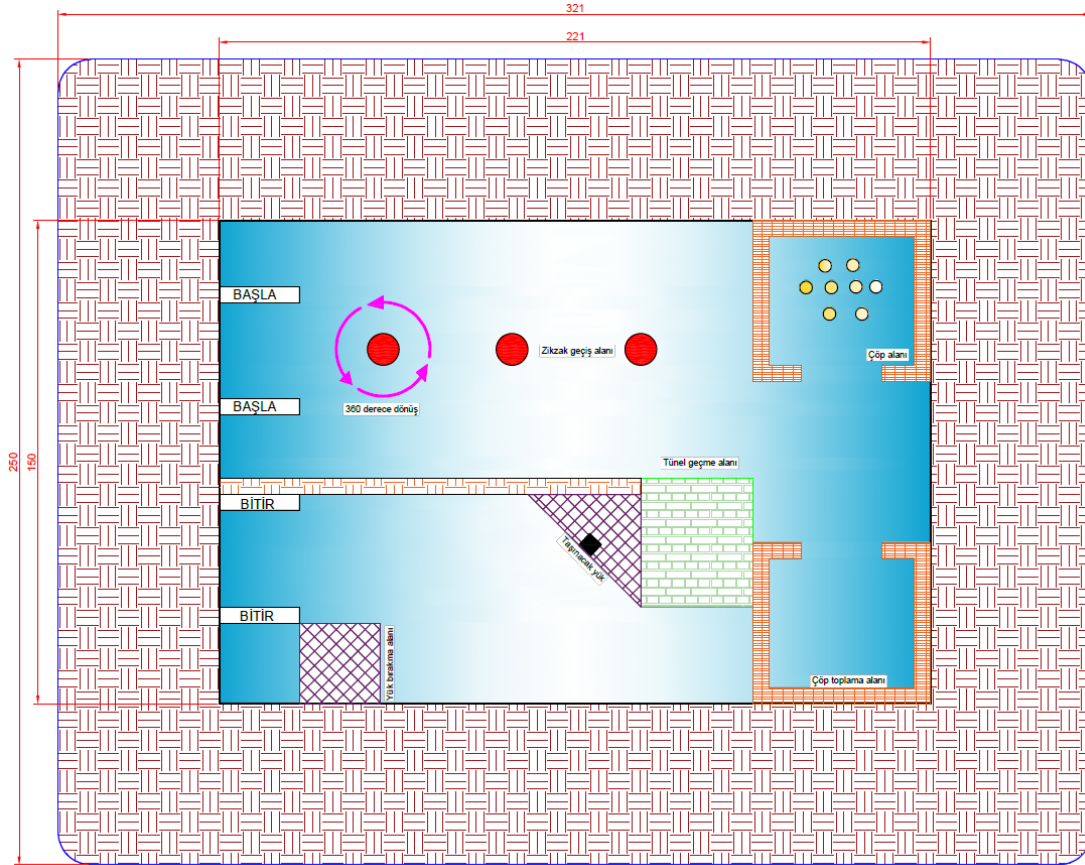 321
221
BAŞLA
Zikzak geçiş alanı
Çöp alanı
BAŞLA
360 derece dönüş
250
150
Tünel geçme alanı
BİTİR
Taşınacak yük
BİTİR
Yük bırakma alanı
Çöp toplama alanı